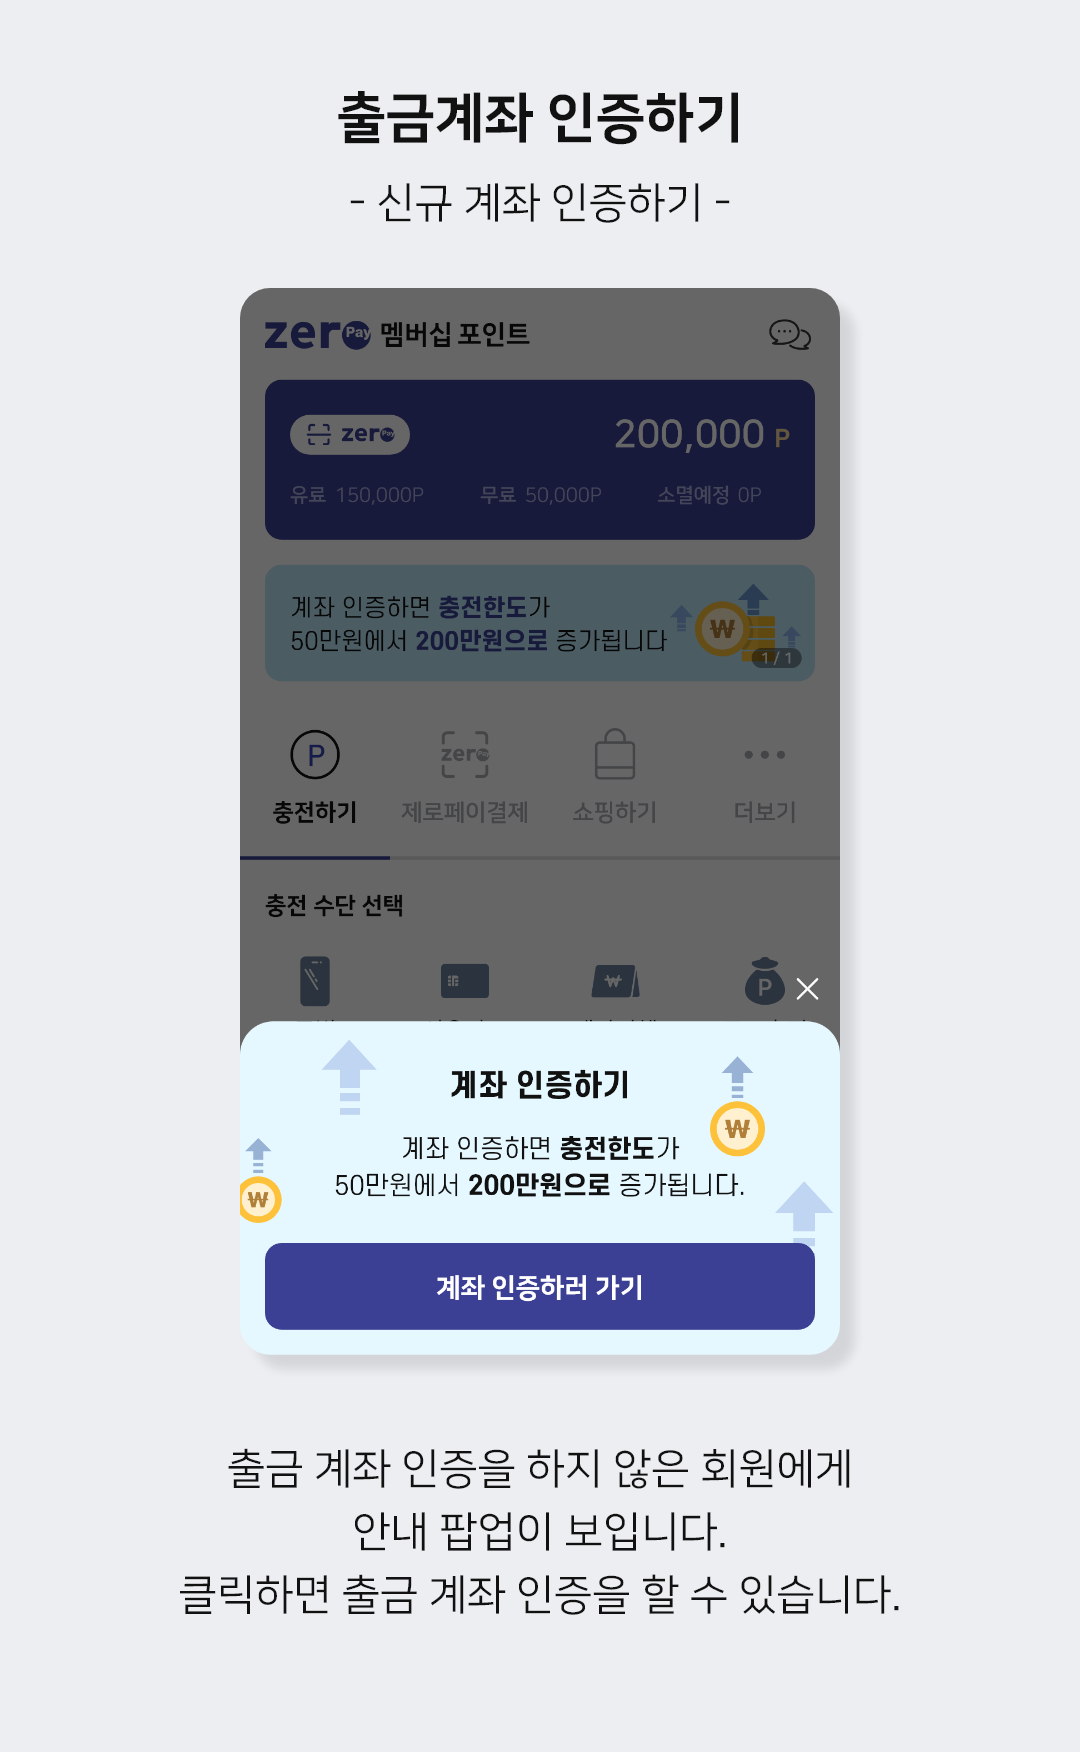 출금계좌 인증하기
- 신규 계좌 인증하기 -
zero Pay 멤버십 포인트
zero Pay 200,000 P
유료 150,000P 무료 50,000P 소멸예정 0P
계좌 인증하면 충전한도가
50만원에서 200만원으로 증가됩니다
₩
1 / 1
P zero Pay
충전하기 제로페이결제 쇼핑하기 더보기
충전 수단 선택
₩ P
계좌 인증하기
₩
계좌 인증하면 충전한도가
50만원에서 200만원으로 증가됩니다.
₩
계좌 인증하러 가기
출금 계좌 인증을 하지 않은 회원에게
안내 팝업이 보입니다.
클릭하면 출금 계좌 인증을 할 수 있습니다.